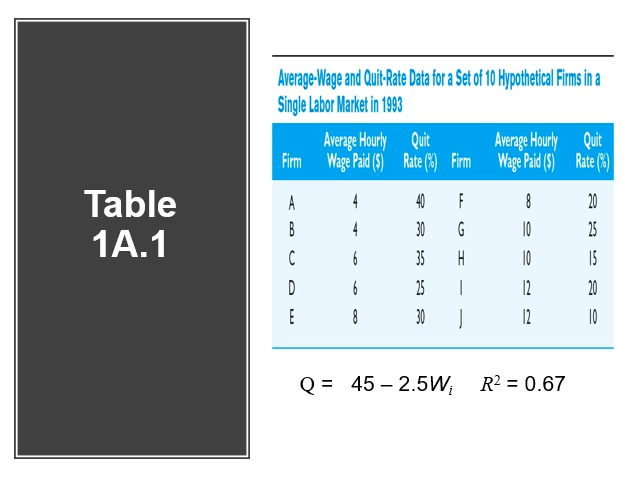 Table
1A.1
Average-Wage and Quit-Rate Data for a Set of 10 Hypothetical Firms in a
Single Labor Market in 1993
Average Hourly Quit Average Hourly Quit
Firm Wage Paid ($) Rate (%) Firm Wage Paid ($) Rate (%)
A 4 40 F 8 20
B 4 30 G 10 25
C 6 35 H 10 15
D 6 25 I 12 20
E 8 30 J 12 10
Q = 45 – 2.5Wᵢ R² = 0.67